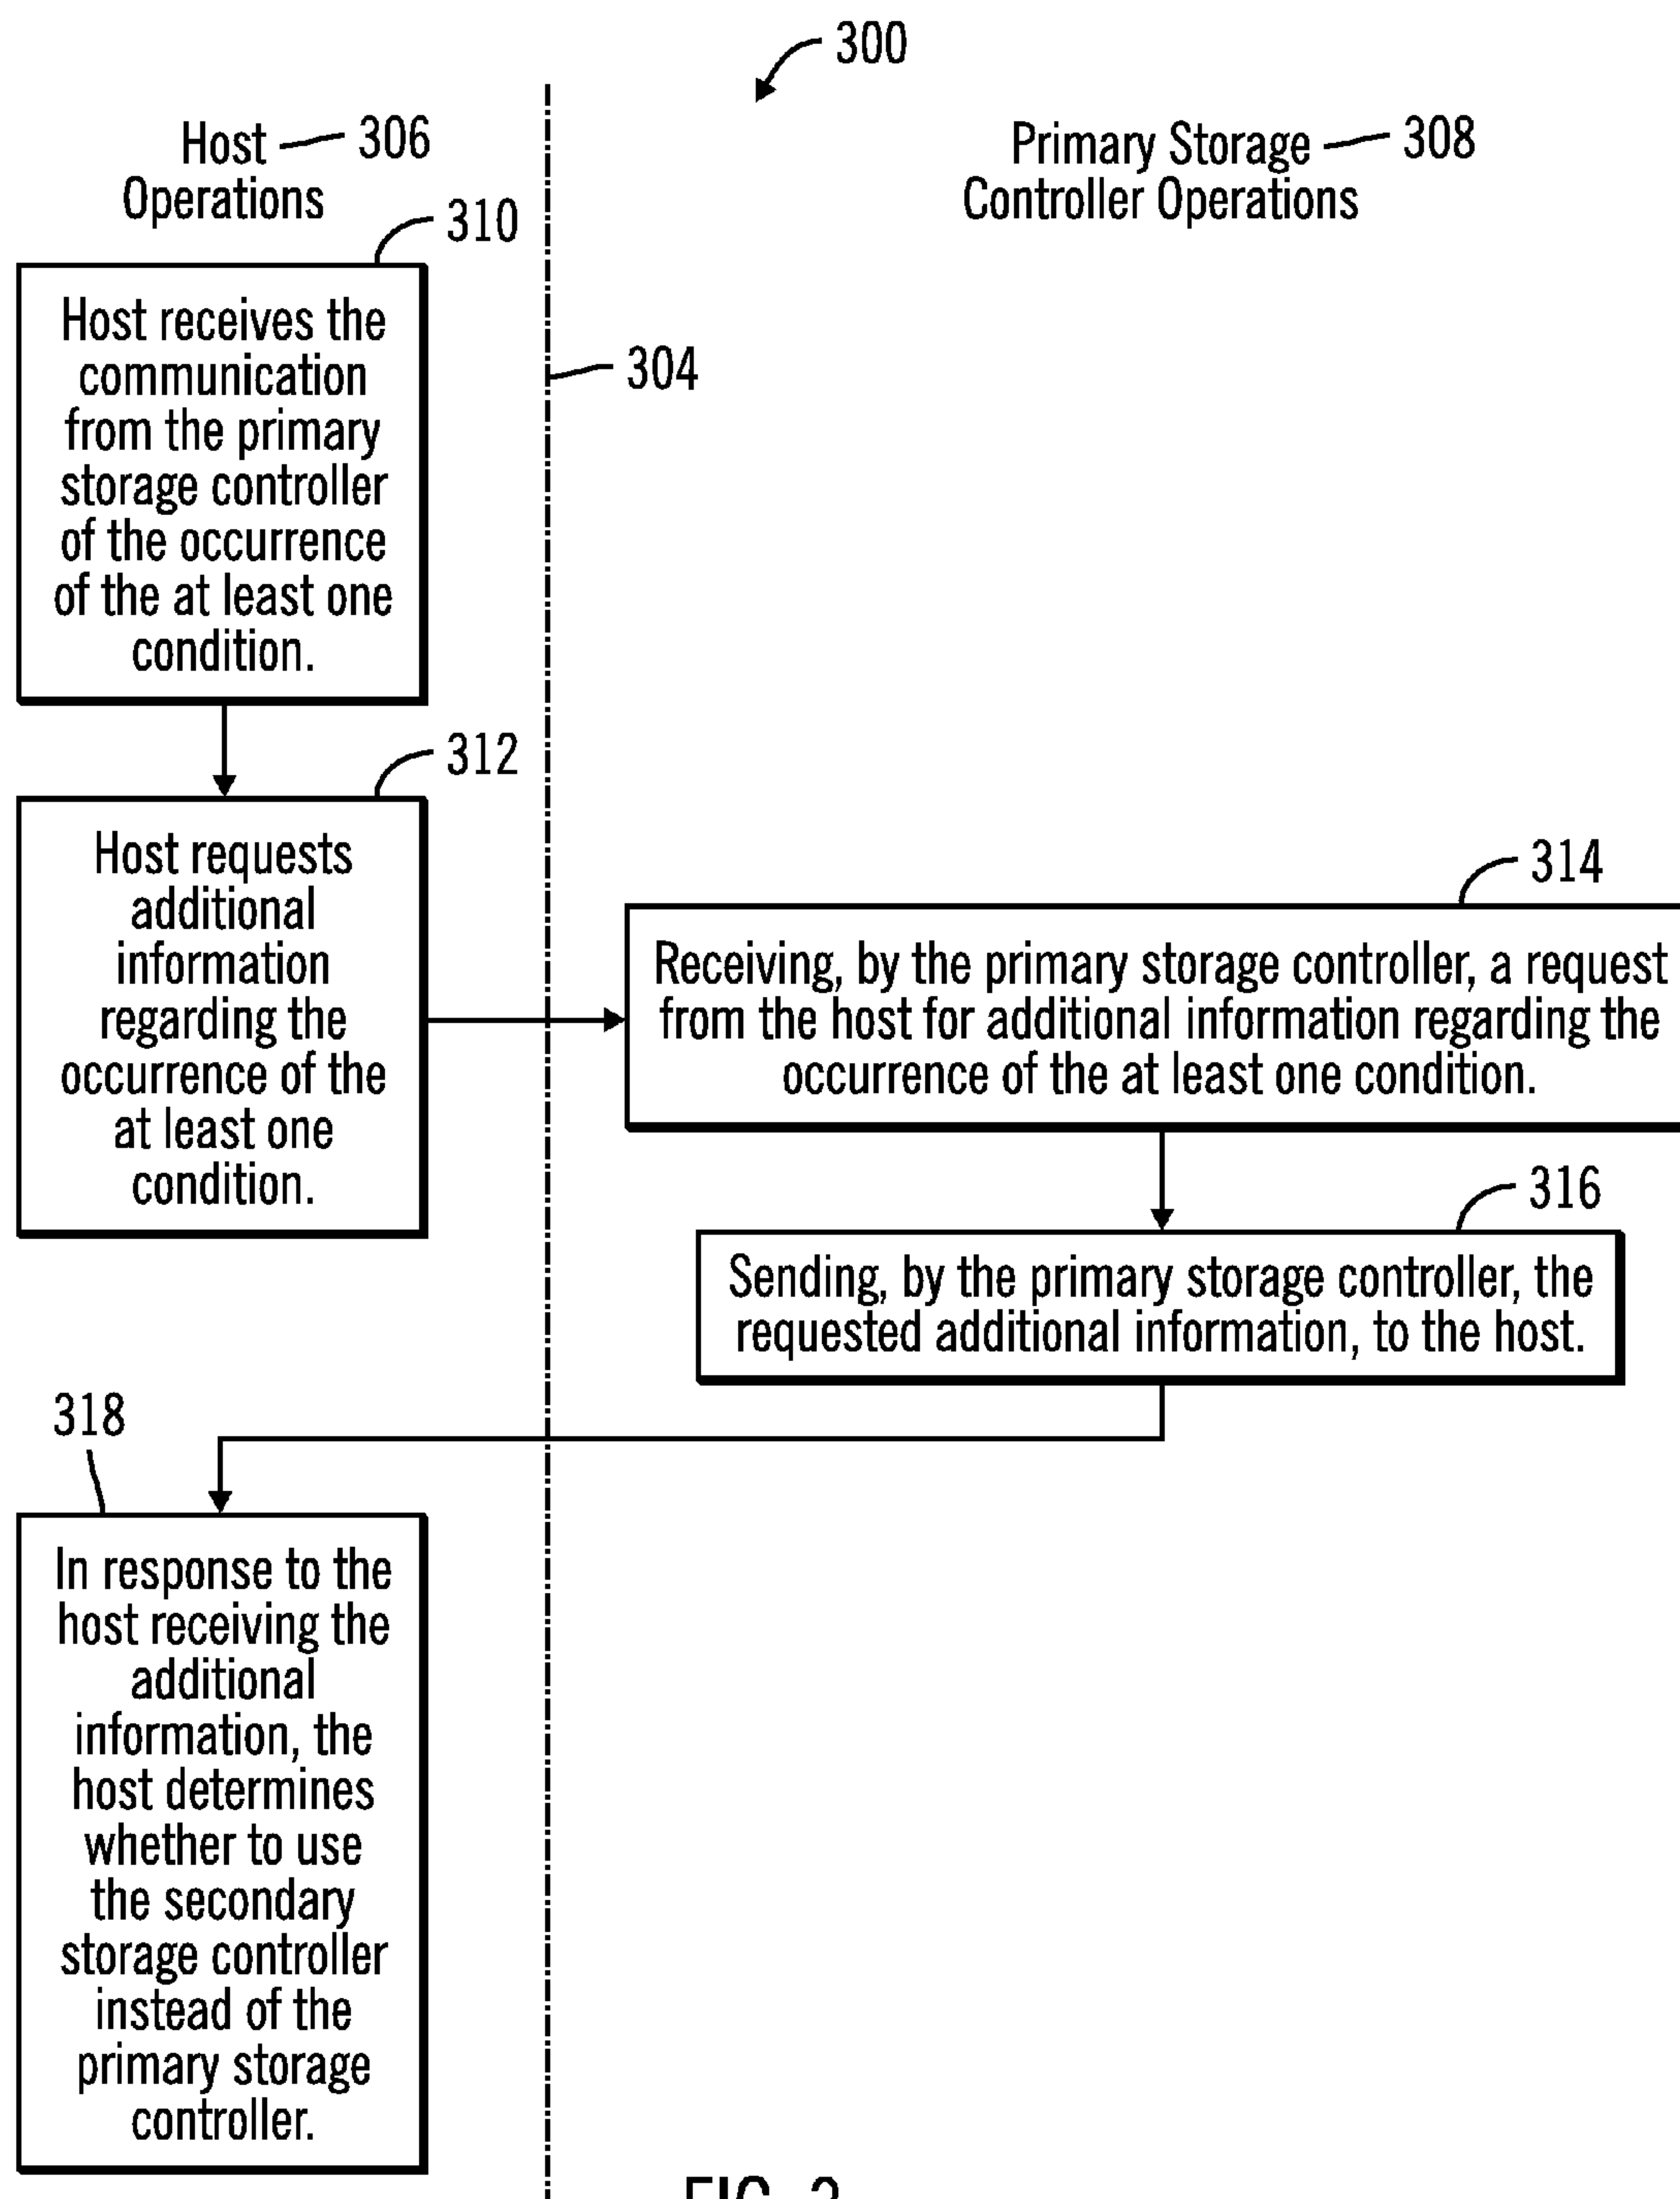 300
Host
306
Operations
Primary Storage
308
Controller Operations
310
Host receives the
communication
from the primary
storage controller
of the occurrence
of the at least one
condition.
304
312
Host requests
additional
information
regarding the
occurrence of the
at least one
condition.
314
Receiving, by the primary storage controller, a request
from the host for additional information regarding the
occurrence of the at least one condition.
316
Sending, by the primary storage controller, the
requested additional information, to the host.
318
In response to the
host receiving the
additional
information, the
host determines
whether to use
the secondary
storage controller
instead of the
primary storage
controller.